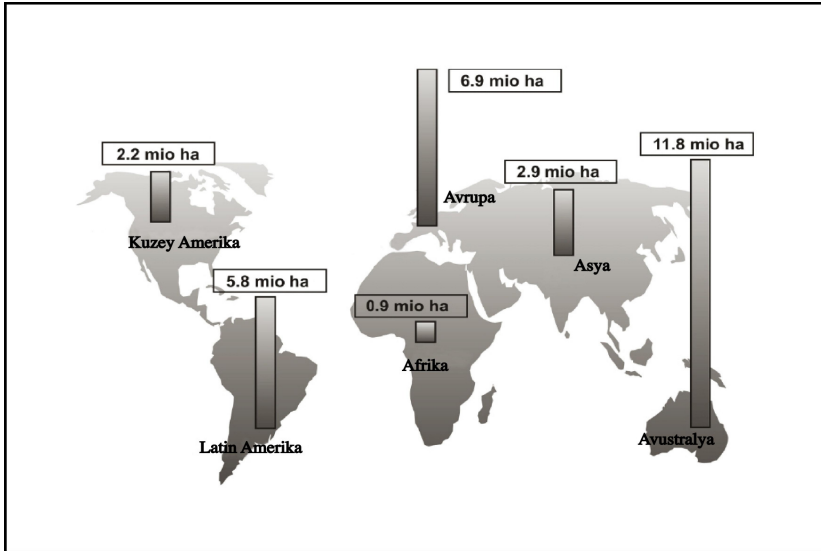 6.9 mio ha
2.2 mio ha
11.8 mio ha
2.9 mio ha
Avrupa
Kuzey Amerika
Asya
5.8 mio ha
0.9 mio ha
Afrika
Latin Amerika
Avustralya